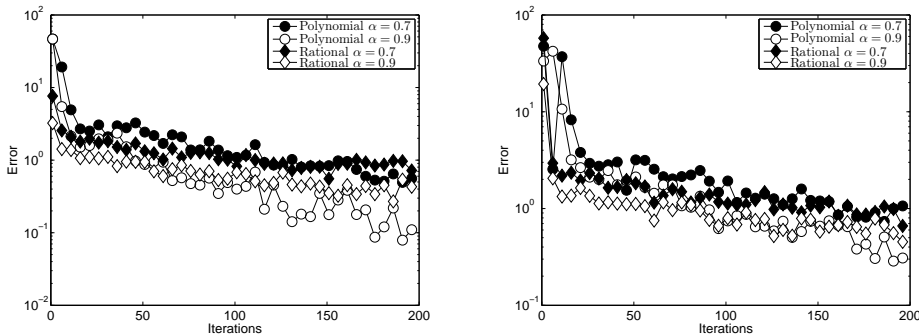 10^2
10^1
10^0
10^{-1}
10^{-2}
Error
0 50 100 150 200
Iterations
Polynomial α = 0.7
Polynomial α = 0.9
Rational α = 0.7
Rational α = 0.9
10^2
10^1
10^0
10^{-1}
Error
0 50 100 150 200
Iterations
Polynomial α = 0.7
Polynomial α = 0.9
Rational α = 0.7
Rational α = 0.9